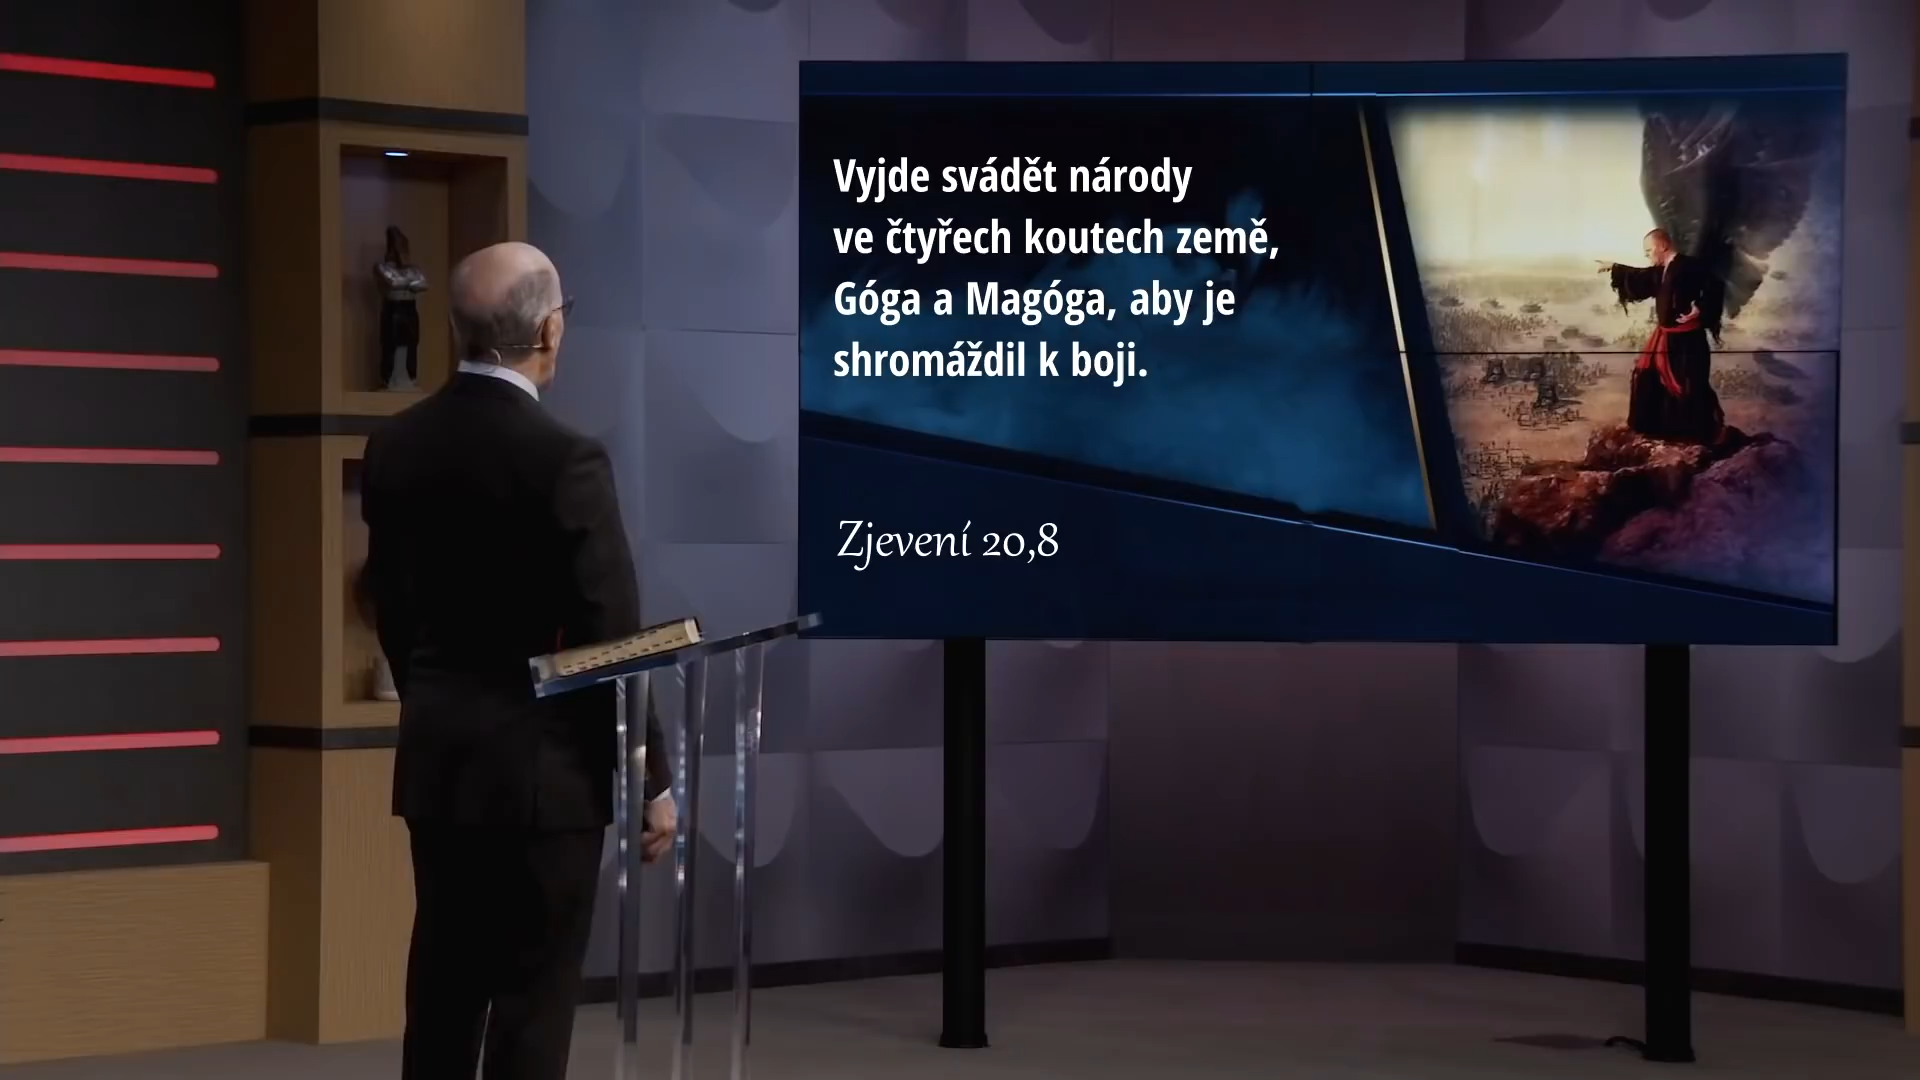 Vyjde svádět národy
ve čtyřech koutech země,
Góga a Magóga, aby je
shromáždil k boji.
Zjevení 20,8